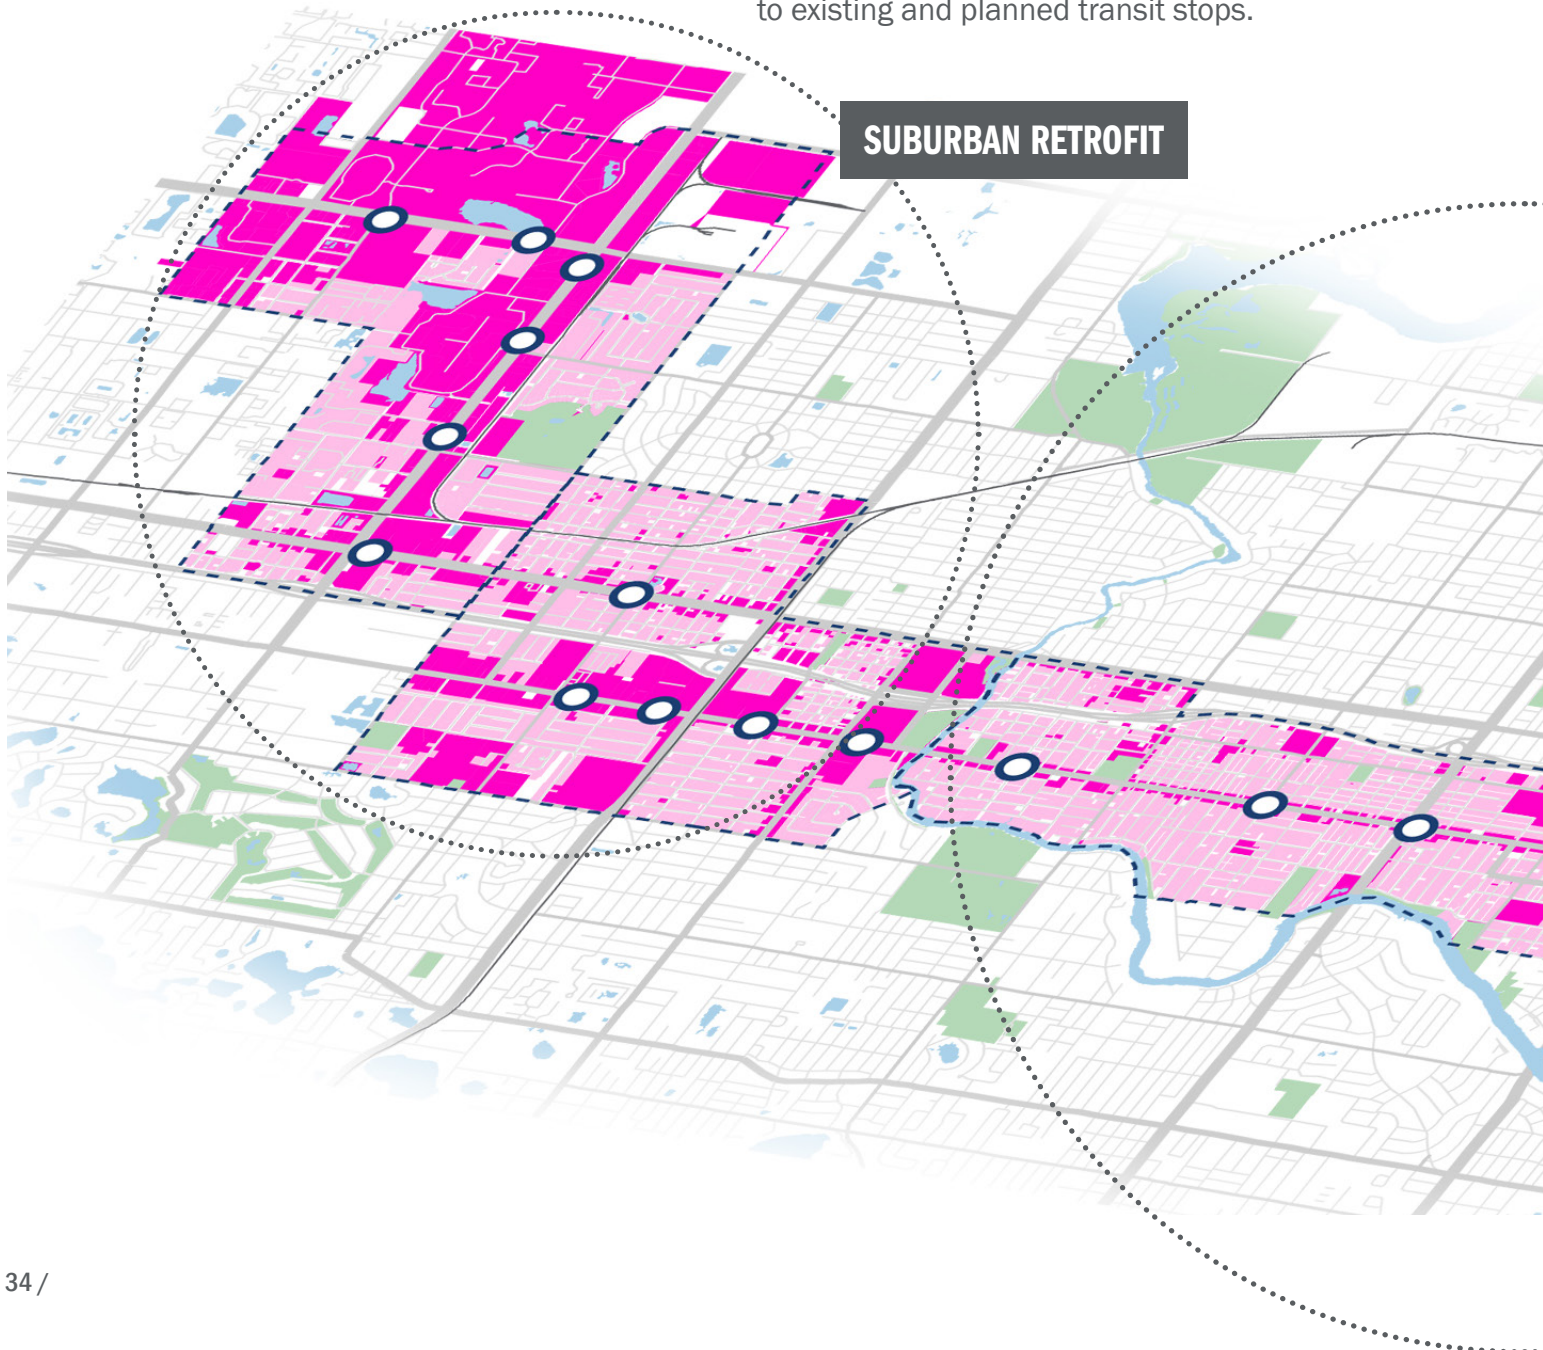 to existing and planned transit stops.
SUBURBAN RETROFIT
34 /